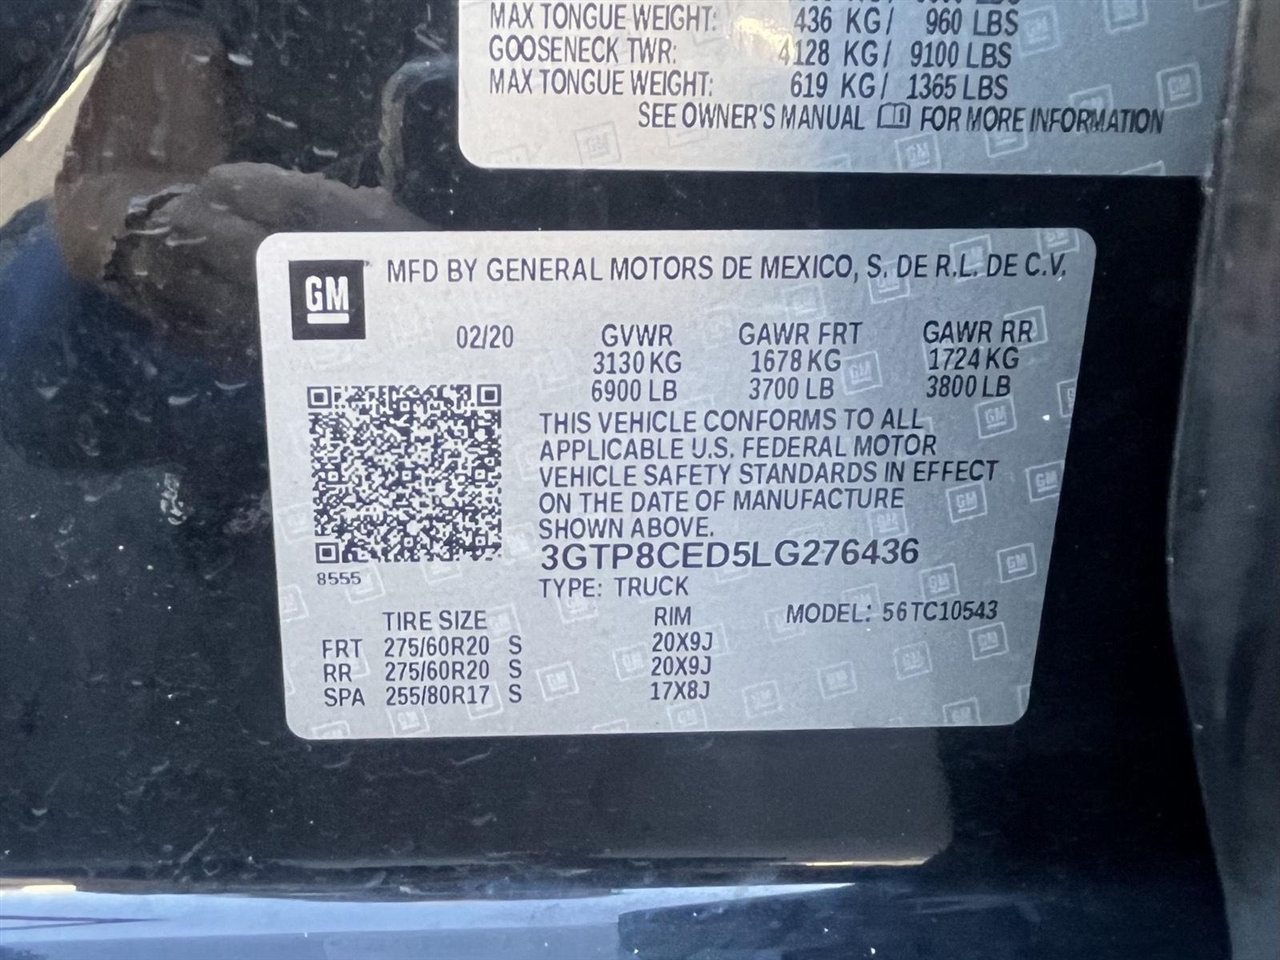 MAX TONGUE WEIGHT: 436 KG/ 960 LBS
GOOSENECK TWR: 4128 KG/ 9100 LBS
MAX TONGUE WEIGHT: 619 KG/ 1365 LBS
SEE OWNER'S MANUAL FOR MORE INFORMATION
GM MFD BY GENERAL MOTORS DE MEXICO, S. DE R.L. DE C.V.
02/20 GVWR GAWR FRT GAWR RR
3130 KG 1678 KG 1724 KG
6900 LB 3700 LB 3800 LB
THIS VEHICLE CONFORMS TO ALL
APPLICABLE U.S. FEDERAL MOTOR
VEHICLE SAFETY STANDARDS IN EFFECT
ON THE DATE OF MANUFACTURE
SHOWN ABOVE.
3GTP8CED5LG276436
8555
TYPE: TRUCK
TIRE SIZE RIM MODEL: 56TC10543
FRT 275/60R20 S 20X9J
RR 275/60R20 S 20X9J
SPA 255/80R17 S 17X8J